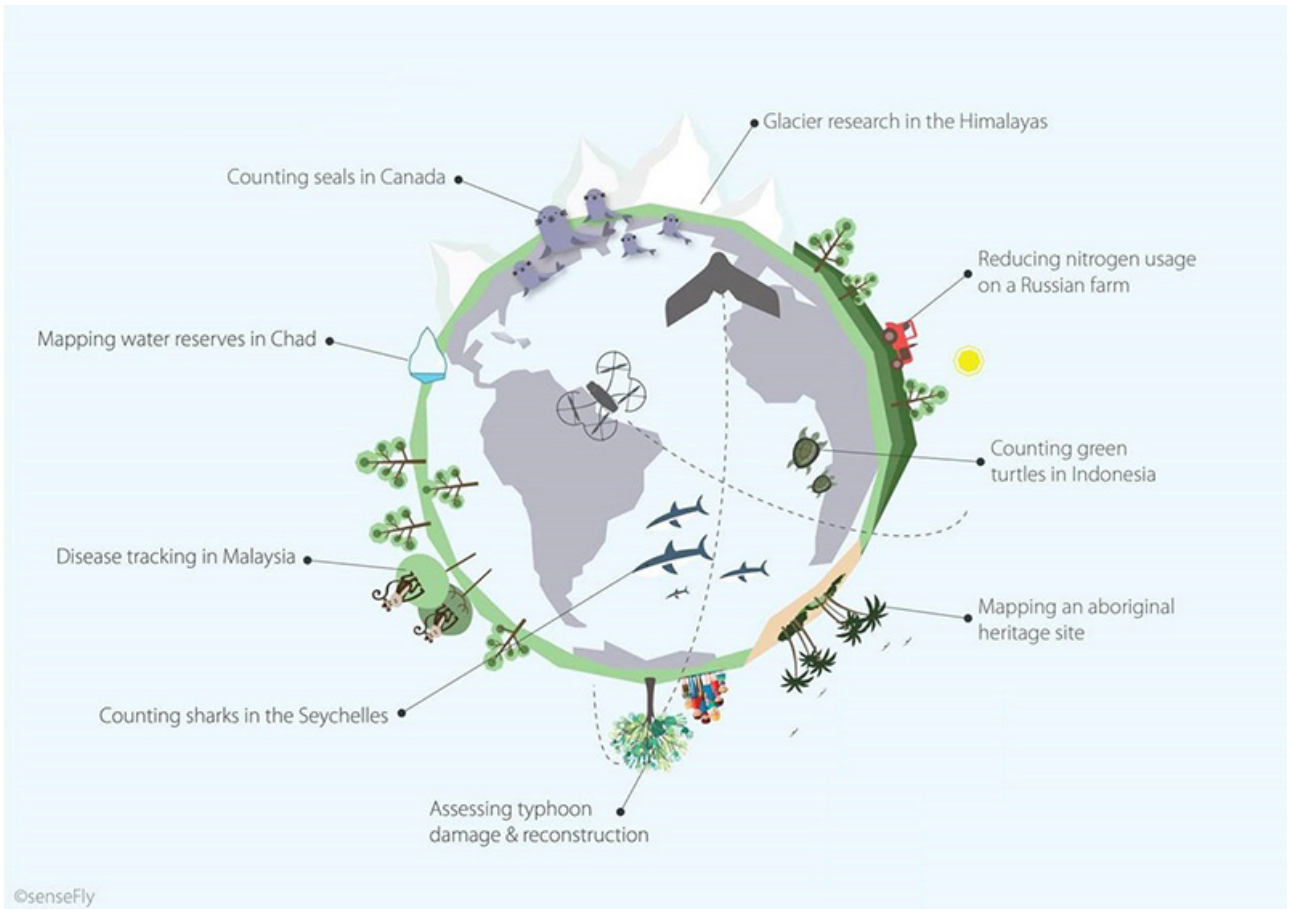 Glacier research in the Himalayas
Counting seals in Canada
Reducing nitrogen usage
on a Russian farm
Mapping water reserves in Chad
Counting green
turtles in Indonesia
Disease tracking in Malaysia
Mapping an aboriginal
heritage site
Counting sharks in the Seychelles
Assessing typhoon
damage & reconstruction
©senseFly